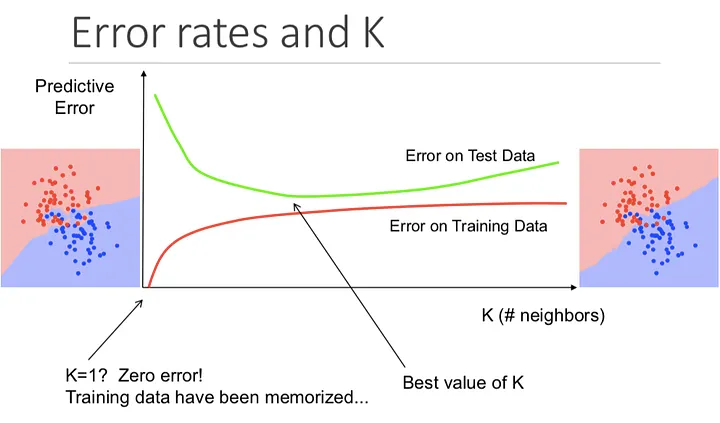 Error rates and K
Predictive
Error
Error on Test Data
Error on Training Data
K (# neighbors)
K=1?  Zero error!
Training data have been memorized...
Best value of K